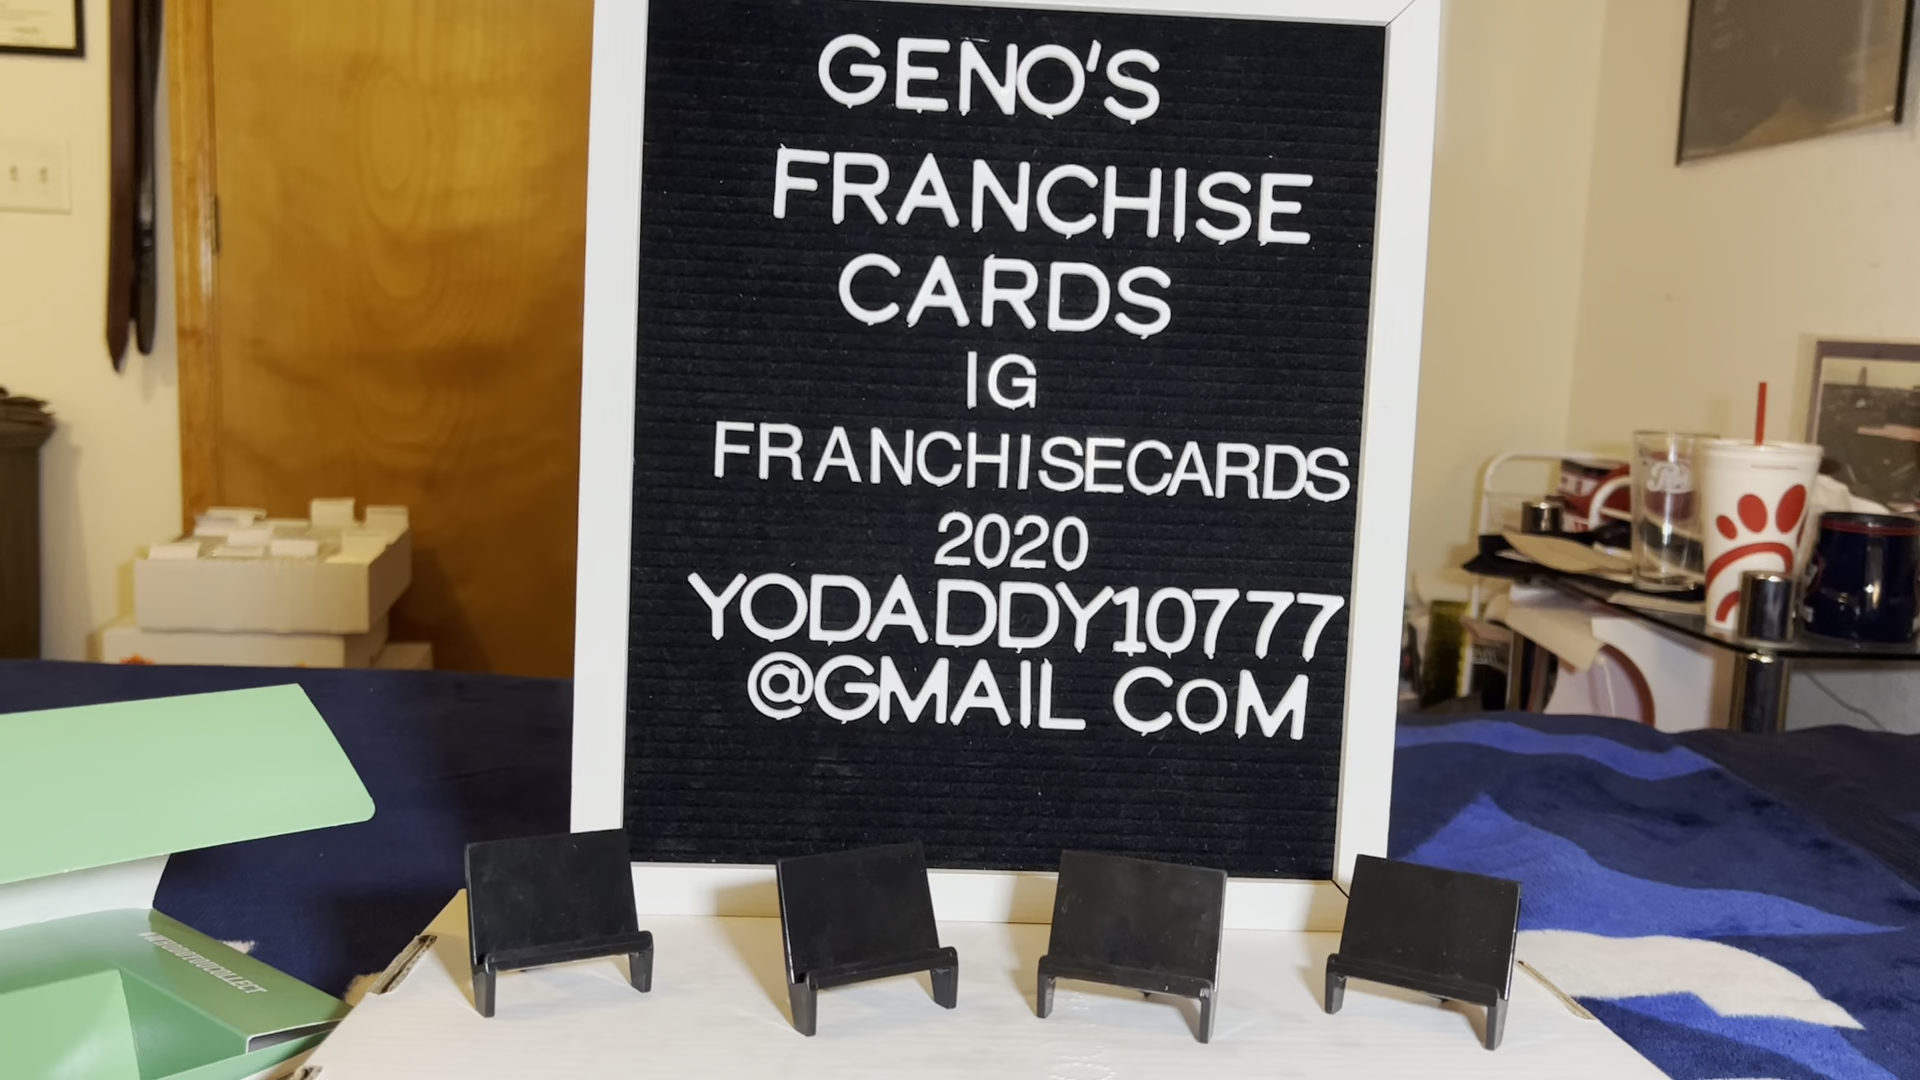 GENO'S
FRANCHISE
CARDS
IG
FRANCHISECARDS
2020
YODADDY10777
@GMAIL COM